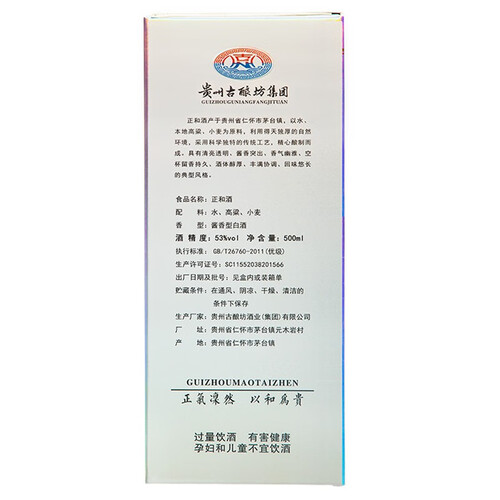 贵州古酿坊集团
GUIZHOUGUNIANGFANGJITUAN
正和酒产于贵州省仁怀市茅台镇，以水、
本地高粱、小麦为原料，利用得天独厚的自然
环境，采用科学独特的传统工艺，精心酿制而
成，具有清亮透明，酱香突出，香气幽雅，空
杯留香持久、酒体醇厚、丰满协调，回味悠长
的典型风格。
食品名称：正和酒
配料：水、高粱、小麦
香型：酱香型白酒
酒精度：53%vol 净含量：500ml
执行标准：GB/T26760-2011(优级)
生产许可证号：SC11552038201566
出厂日期及批号：见盒内或装箱单
贮藏条件：在通风、阴凉、干燥、清洁的
条件下保存
生产厂家：贵州古酿坊酒业(集团)有限公司
厂址：贵州省仁怀市茅台镇元木岩村
产地：贵州省仁怀市茅台镇
GUIZHOUMAOTAIZHEN
正氣凜然 以和爲貴
过量饮酒 有害健康
孕妇和儿童不宜饮酒